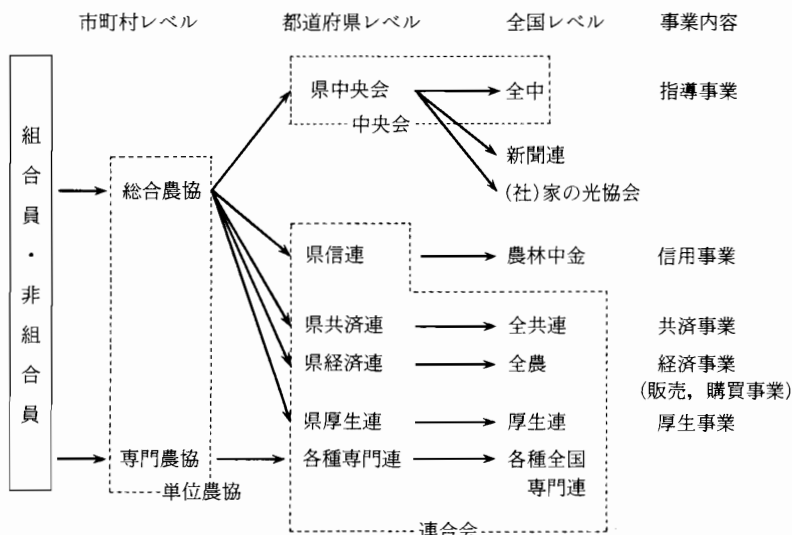 市町村レベル 都道府県レベル 全国レベル 事業内容
組合員・非組合員
県中央会 全中 指導事業
中央会
新聞連
総合農協 (社)家の光協会
県信連 農林中金 信用事業
県共済連 全共連 共済事業
県経済連 全農 経済事業
(販売，購買事業)
県厚生連 厚生連 厚生事業
専門農協 各種専門連 各種全国
専門連
単位農協
連合会